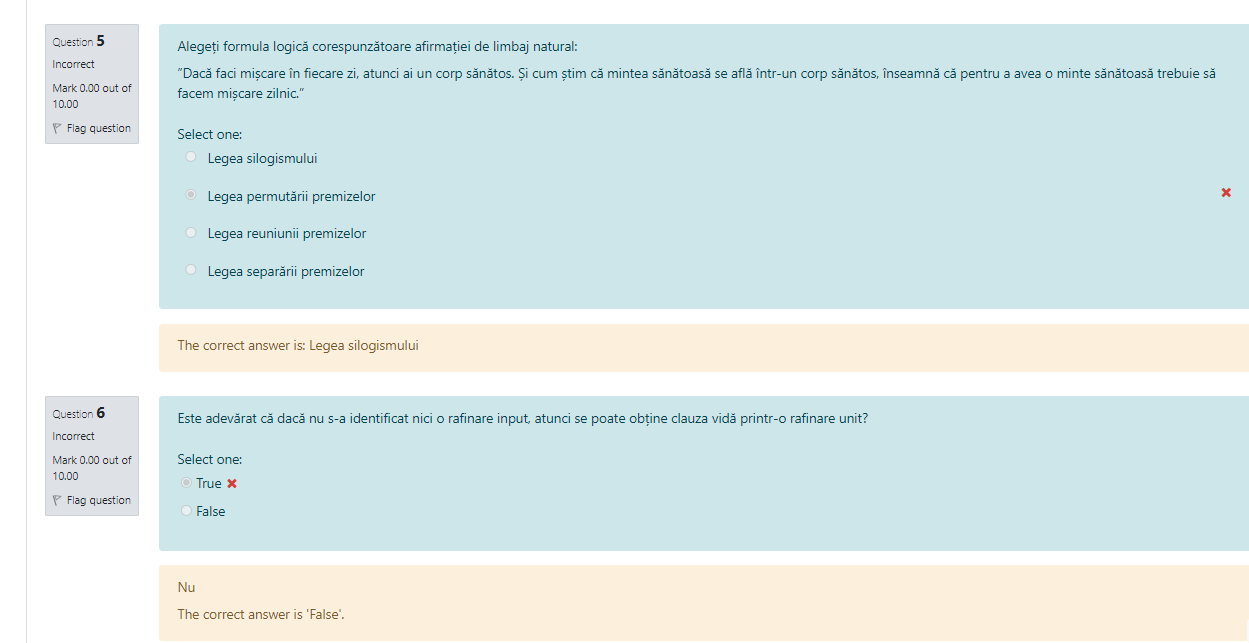 Question 5
Incorrect
Mark 0.00 out of
10.00
Flag question
Alegeți formula logică corespunzătoare afirmației de limbaj natural:
"Dacă faci mișcare în fiecare zi, atunci ai un corp sănătos. Și cum știm că mintea sănătoasă se află într-un corp sănătos, înseamnă că pentru a avea o minte sănătoasă trebuie să
facem mișcare zilnic."
Select one:
Legea silogismului
Legea permutării premizelor
Legea reuniunii premizelor
Legea separării premizelor
The correct answer is: Legea silogismului
Question 6
Incorrect
Mark 0.00 out of
10.00
Flag question
Este adevărat că dacă nu s-a identificat nici o rafinare input, atunci se poate obține clauza vidă printr-o rafinare unit?
Select one:
True
False
Nu
The correct answer is 'False'.